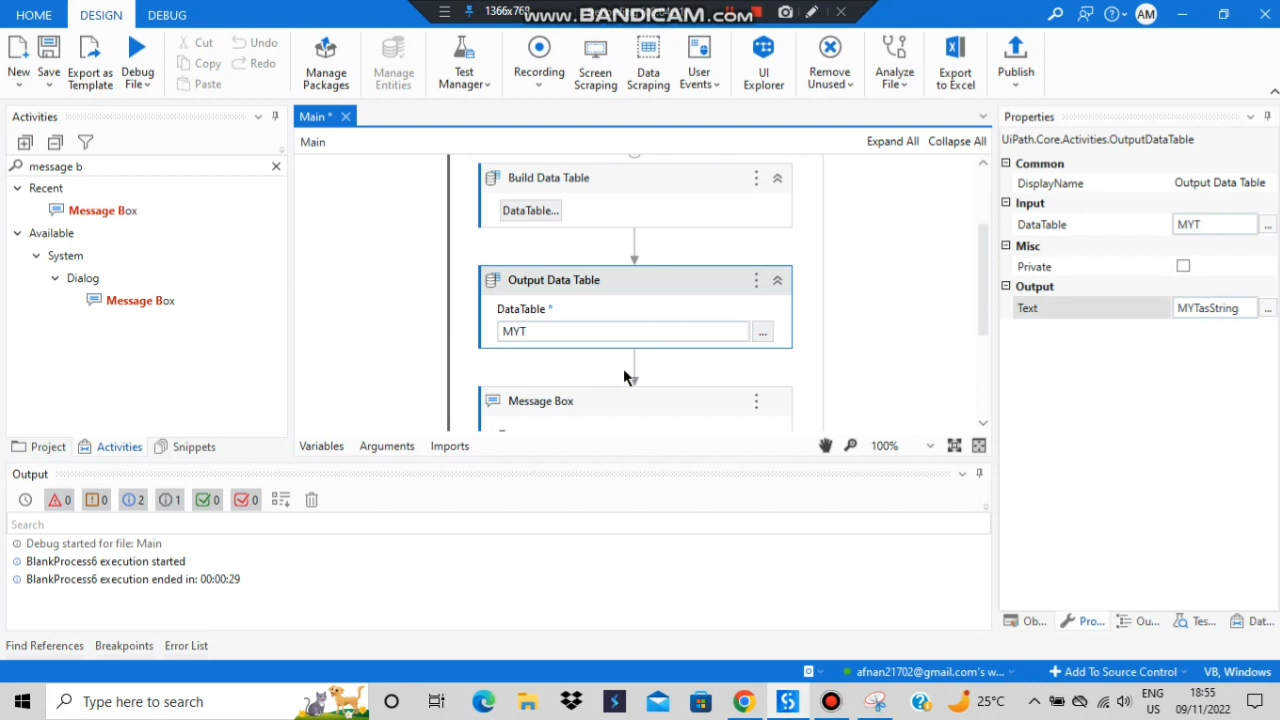 HOME DESIGN DEBUG
1366x768
www.BANDICAM.com
AM
New
Save
Export as Template
Debug File
Cut
Copy
Paste
Undo
Redo
Manage Packages
Manage Entities
Test Manager
Recording
Screen Scraping
Data Scraping
User Events
UI Explorer
Remove Unused
Analyze File
Export to Excel
Publish
Activities
message b
Recent
Message Box
Available
System
Dialog
Message Box
Project Activities Snippets
Main *
Main
Expand All Collapse All
Build Data Table
DataTable...
Output Data Table
DataTable *
MYT
...
Message Box
Variables Arguments Imports
100%
Properties
UiPath.Core.Activities.OutputDataTable
Common
DisplayName Output Data Table
Input
DataTable MYT ...
Misc
Private
Output
Text MYTasString ...
Ob... Pro... Ou... Tes... Dat...
Output
0 0 2 1 0 0
Search
Debug started for file: Main
BlankProcess6 execution started
BlankProcess6 execution ended in: 00:00:29
Find References Breakpoints Error List
afnan21702@gmail.com's w...
Add To Source Control
VB, Windows
Type here to search
25°C
ENG
US
18:55
09/11/2022